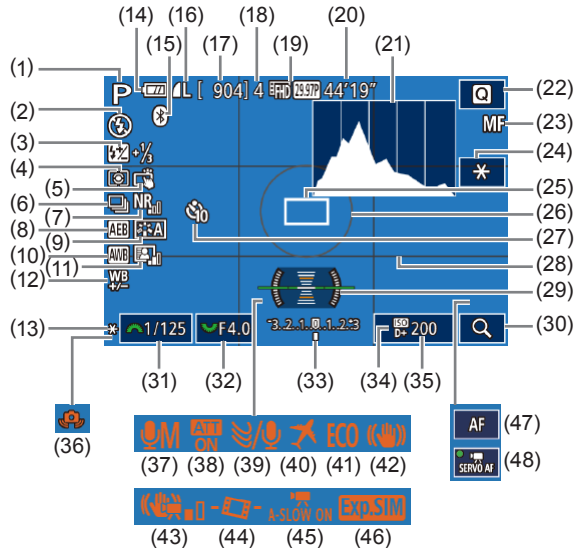 (14) (16) (17) (18) (19) (20) (21)
(15)
(1) P L [ 904] 4 FHD 29.97P 44'19" Q (22)
(2) MF (23)
(3) +1/3 (24)
(4)
(5) (25)
(6) NR
(7) (26)
(8) AEB A 10
(9) (27)
(10) AWB
(11) (28)
(12) WB +/- (29)
(13) * 1/125 F4.0 -3..2..1..0..1..2.+3 ISO D+ 200 (30)
(31) (32) (33) (34) (35)
(36)
M ATT ON ECO AF (47)
(37) (38) (39) (40) (41) (42) SERVO AF (48)
A-SLOW ON Exp.SIM
(43) (44) (45) (46)